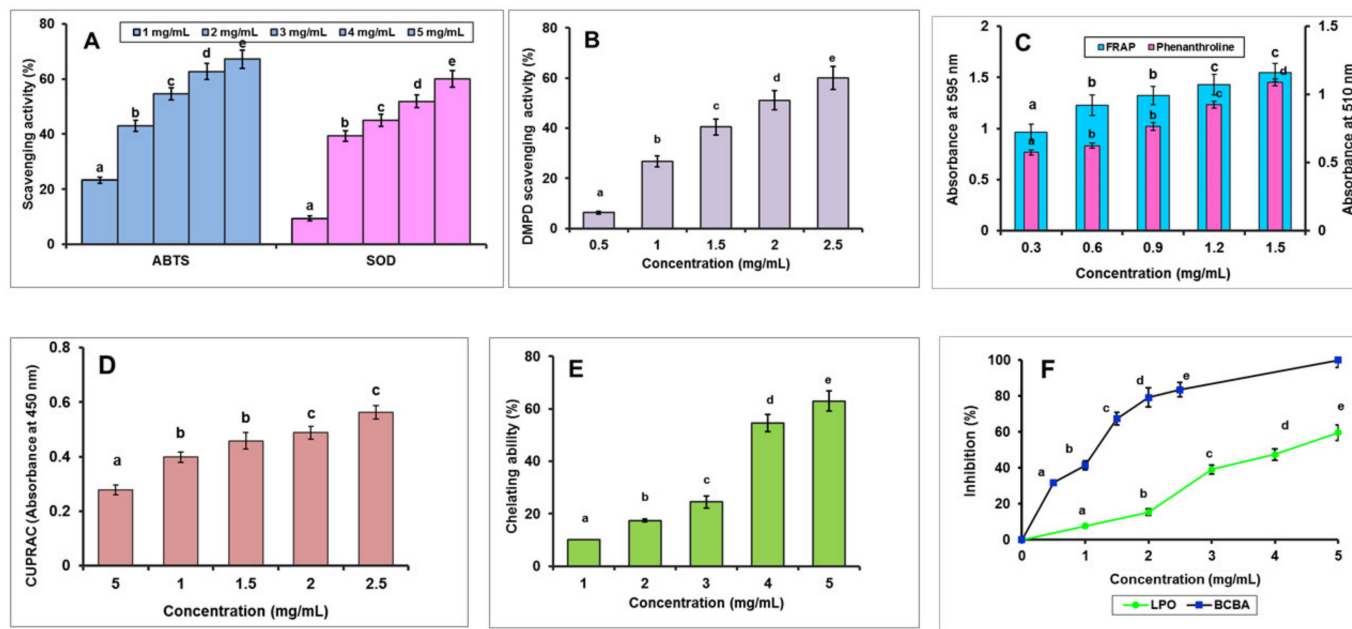 A
1 mg/mL 2 mg/mL 3 mg/mL 4 mg/mL 5 mg/mL
Scavenging activity (%)
80
60
40
20
0
a b c d e
a b c d e
ABTS SOD
B
DMPD scavenging activity (%)
80
60
40
20
0
a b c d e
0.5 1 1.5 2 2.5
Concentration (mg/mL)
C
FRAP Phenanthroline
Absorbance at 595 nm
2
1.5
1
0.5
0
a b b c c
a b b c d
1.5
1
0.5
0
Absorbance at 510 nm
0.3 0.6 0.9 1.2 1.5
Concentration (mg/mL)
D
CUPRAC (Absorbance at 450 nm)
0.8
0.6
0.4
0.2
0
a b b c c
5 1 1.5 2 2.5
Concentration (mg/mL)
E
Chelating ability (%)
80
60
40
20
0
a b c d e
1 2 3 4 5
Concentration (mg/mL)
F
Inhibition (%)
100
80
60
40
20
0
a b c d e
a b c d e
0 1 2 3 4 5
Concentration (mg/mL)
LPO BCBA